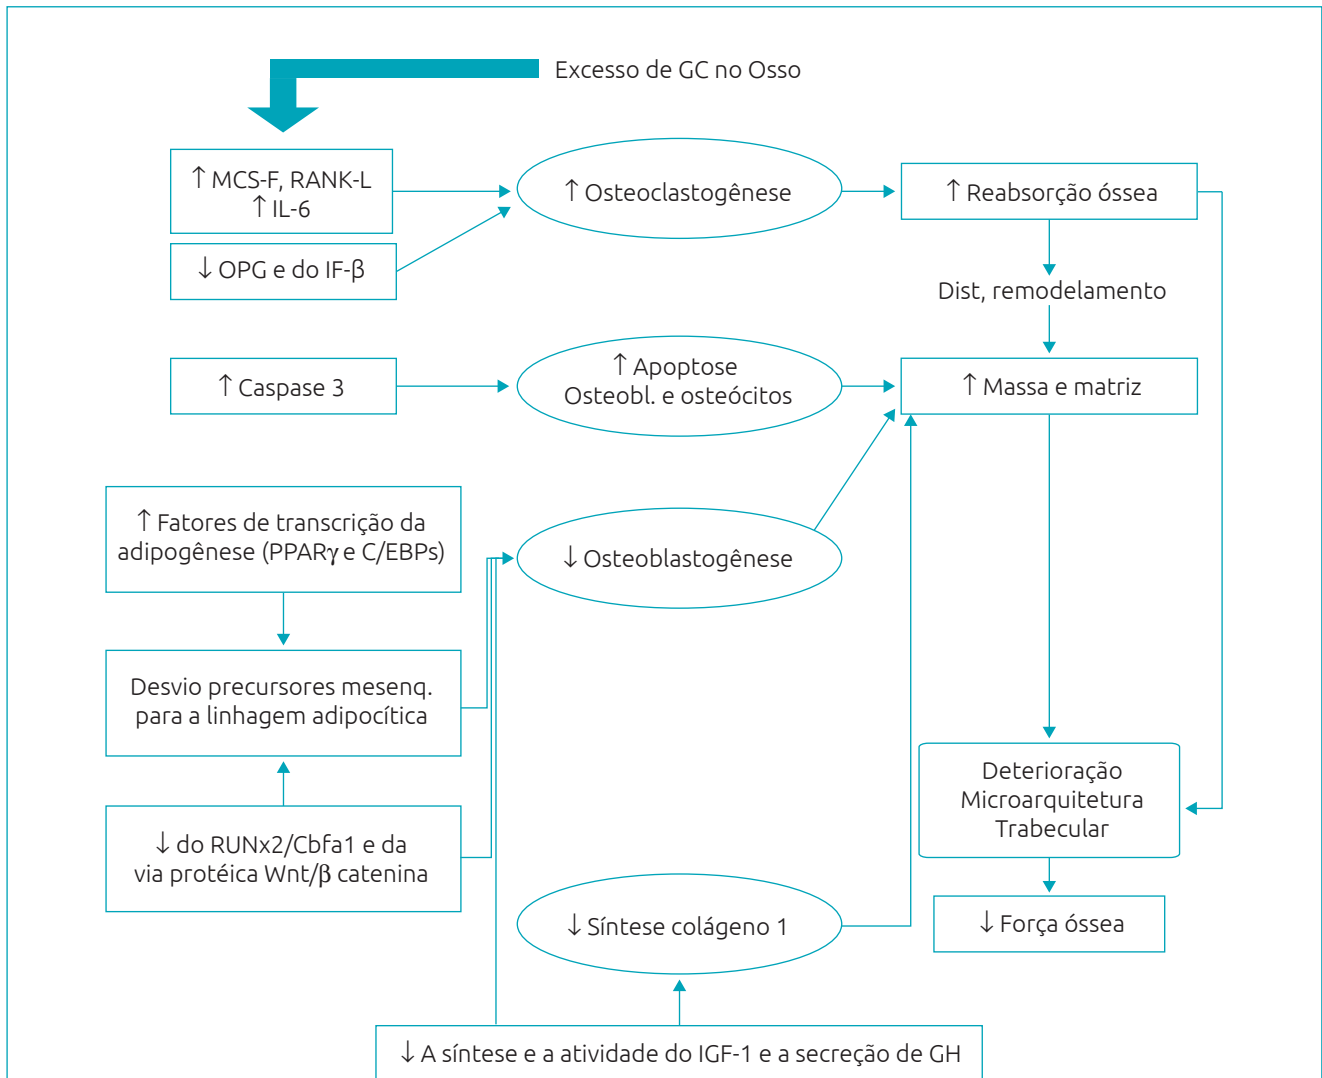 Excesso de GC no Osso
↑ MCS-F, RANK-L
↑ IL-6
↑ Osteoclastogênese
↑ Reabsorção óssea
↓ OPG e do IF-β
Dist, remodelamento
↑ Caspase 3
↑ Apoptose
Osteobl. e osteócitos
↑ Massa e matriz
↑ Fatores de transcrição da
adipogênese (PPARγ e C/EBPs)
↓ Osteoblastogênese
Desvio precursores mesenq.
para a linhagem adipocítica
Deterioração
Microarquitetura
Trabecular
↓ do RUNx2/Cbfa1 e da
via protéica Wnt/β catenina
↓ Síntese colágeno 1
↓ Força óssea
↓ A síntese e a atividade do IGF-1 e a secreção de GH